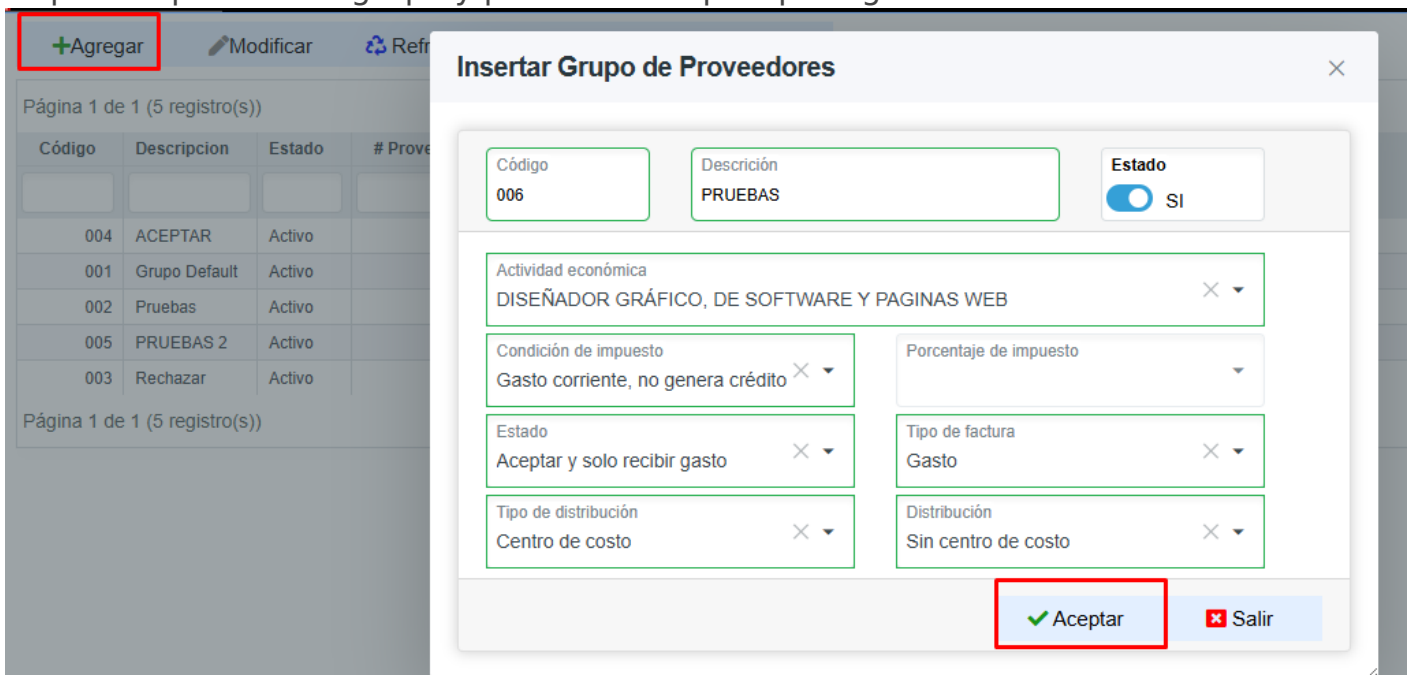 +Agregar Modificar Refr
Insertar Grupo de Proveedores
Página 1 de 1 (5 registro(s))
Código Descripcion Estado # Prove
004 ACEPTAR Activo
001 Grupo Default Activo
002 Pruebas Activo
005 PRUEBAS 2 Activo
003 Rechazar Activo
Página 1 de 1 (5 registro(s))
Código
006
Descrición
PRUEBAS
Estado
SI
Actividad económica
DISEÑADOR GRÁFICO, DE SOFTWARE Y PAGINAS WEB
Condición de impuesto
Gasto corriente, no genera crédito
Porcentaje de impuesto
Estado
Aceptar y solo recibir gasto
Tipo de factura
Gasto
Tipo de distribución
Centro de costo
Distribución
Sin centro de costo
Aceptar Salir